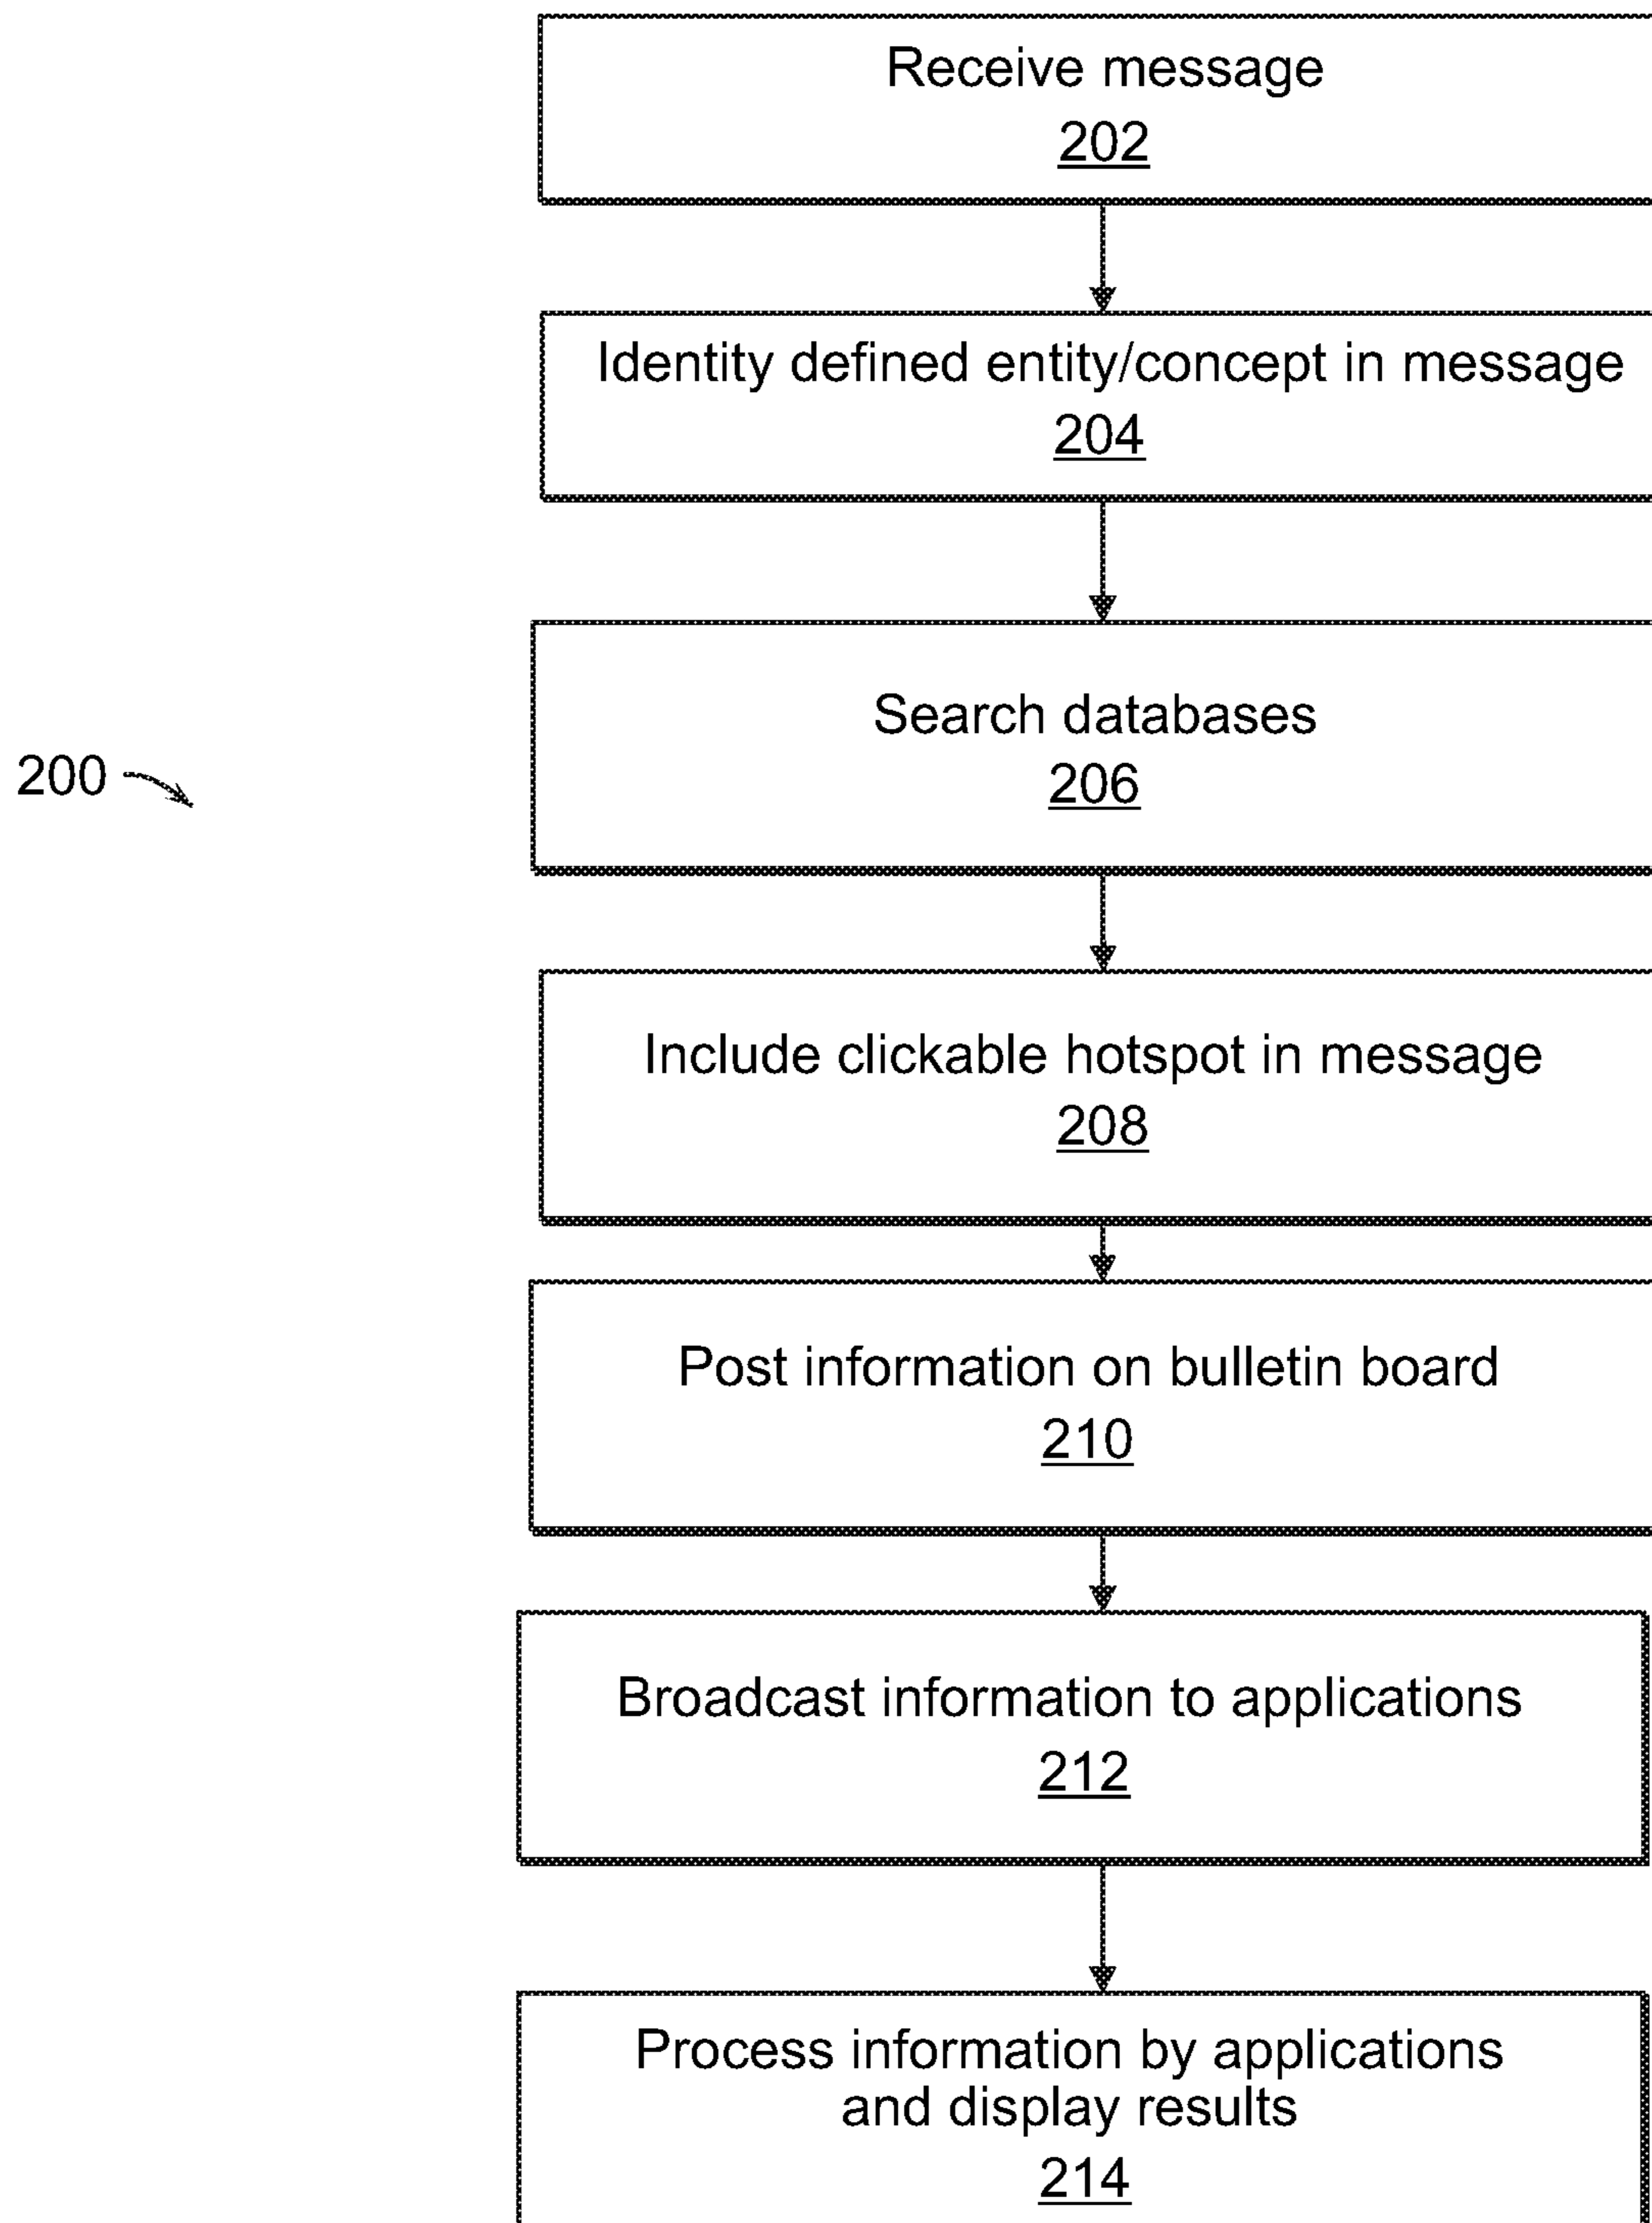 Receive message
202
Identity defined entity/concept in message
204
Search databases
206
200
Include clickable hotspot in message
208
Post information on bulletin board
210
Broadcast information to applications
212
Process information by applications
and display results
214